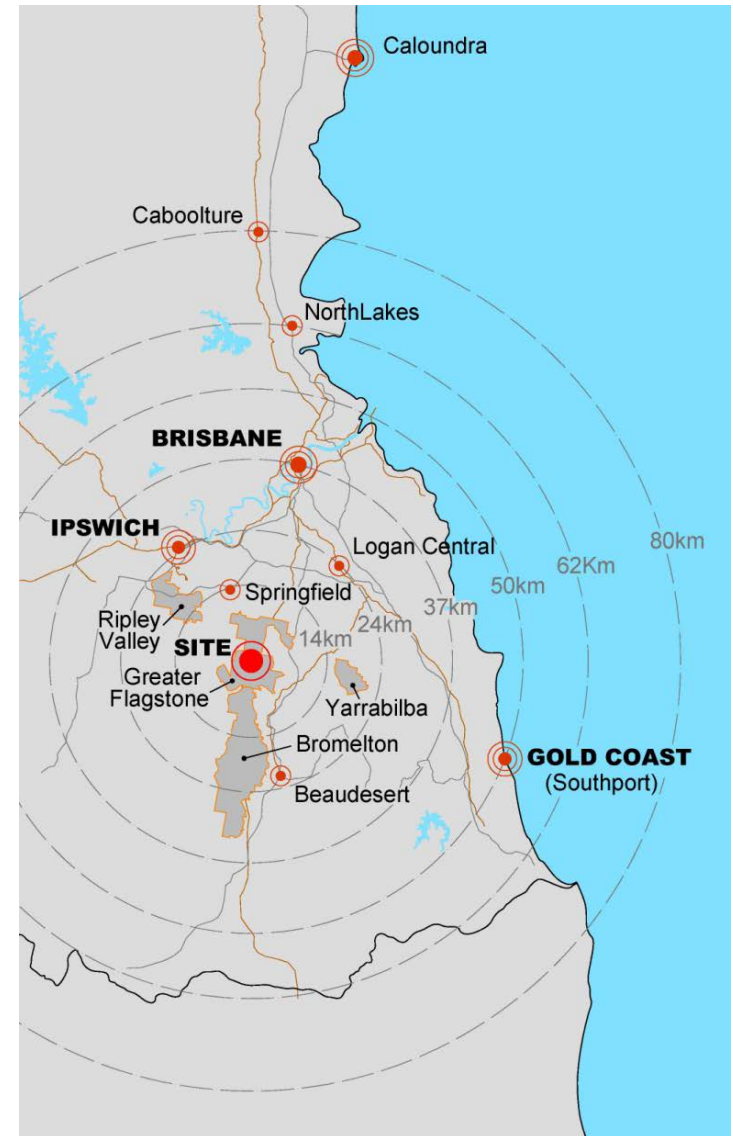 Caloundra
Caboolture
NorthLakes
BRISBANE
IPSWICH
Logan Central
80km
62Km
50km
37km
24km
14km
Springfield
Ripley
Valley
SITE
Greater
Flagstone
Yarrabilba
Bromelton
GOLD COAST
(Southport)
Beaudesert